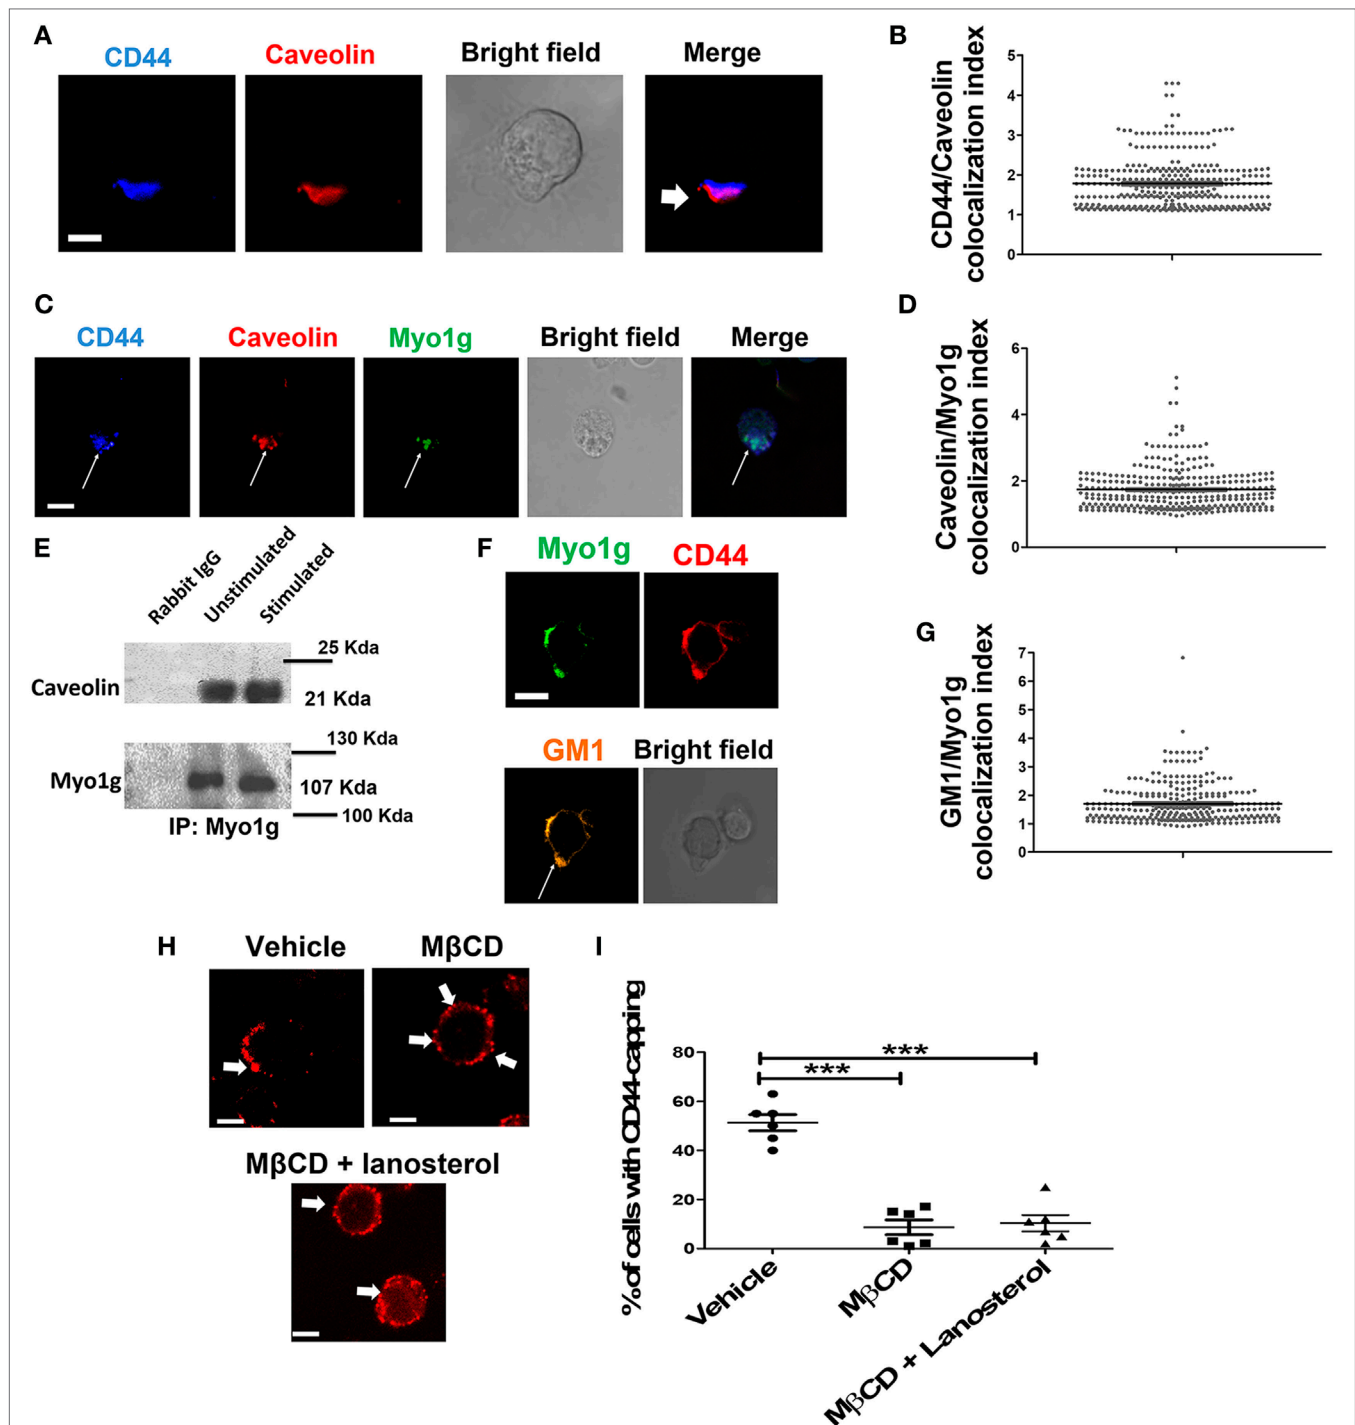 A
CD44
Caveolin
Bright field
Merge
B
CD44/Caveolin
colocalization index
5
4
3
2
1
0
C
CD44
Caveolin
Myo1g
Bright field
Merge
D
Caveolin/Myo1g
colocalization index
6
4
2
0
E
Rabbit IgG
Unstimulated
Stimulated
25 Kda
Caveolin
21 Kda
130 Kda
Myo1g
107 Kda
100 Kda
IP: Myo1g
F
Myo1g
CD44
GM1
Bright field
G
GM1/Myo1g
colocalization index
7
6
5
4
3
2
1
0
H
Vehicle
MβCD
MβCD + lanosterol
I
% of cells with CD44-capping
80
60
40
20
0
***
***
Vehicle
MβCD
MβCD + Lanosterol